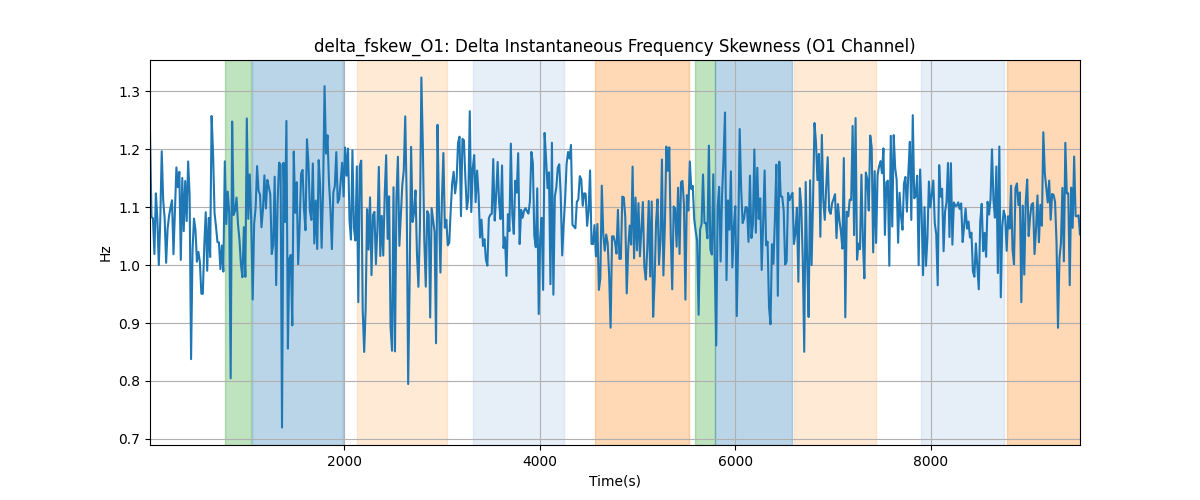 delta_fskew_O1: Delta Instantaneous Frequency Skewness (O1 Channel)
1.3
1.2
1.1
1.0
0.9
0.8
0.7
Hz
2000 4000 6000 8000
Time(s)